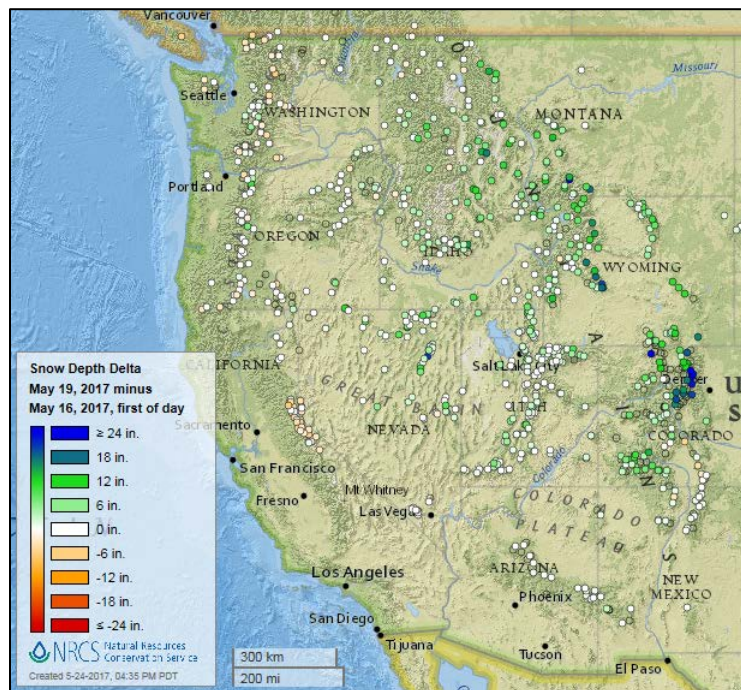 Vancouver
Missouri
Seattle
WASHINGTON
MONTANA
Portland
OREGON
IDAHO
Snake
WYOMING
Salt Lake City
CALIFORNIA
GREAT BASIN
UTAH
Denver
COLORADO
NEVADA
Sacramento
San Francisco
Colorado
Fresno
Mt Whitney
Las Vegas
COLORADO
PLATEAU
ARIZONA
Los Angeles
Phoenix
NEW
MEXICO
San Diego
Tijuana
Tucson
El Paso
Snow Depth Delta
May 19, 2017 minus
May 16, 2017, first of day
≥ 24 in.
18 in.
12 in.
6 in.
0 in.
-6 in.
-12 in.
-18 in.
≤ -24 in.
NRCS Natural Resources
Conservation Service
Created 5-24-2017, 04:35 PM PDT
300 km
200 mi